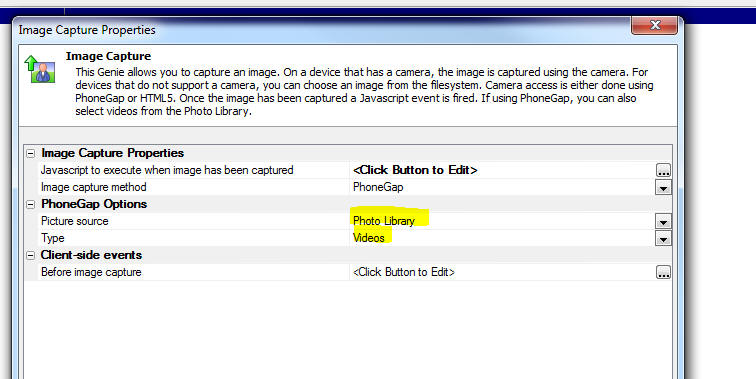 Image Capture Properties
Image Capture
This Genie allows you to capture an image. On a device that has a camera, the image is captured using the camera. For
devices that do not support a camera, you can choose an image from the filesystem. Camera access is either done using
PhoneGap or HTML5. Once the image has been captured a Javascript event is fired. If using PhoneGap, you can also
select videos from the Photo Library.
Image Capture Properties
Javascript to execute when image has been captured <Click Button to Edit> ...
Image capture method PhoneGap
PhoneGap Options
Picture source Photo Library
Type Videos
Client-side events
Before image capture <Click Button to Edit> ...